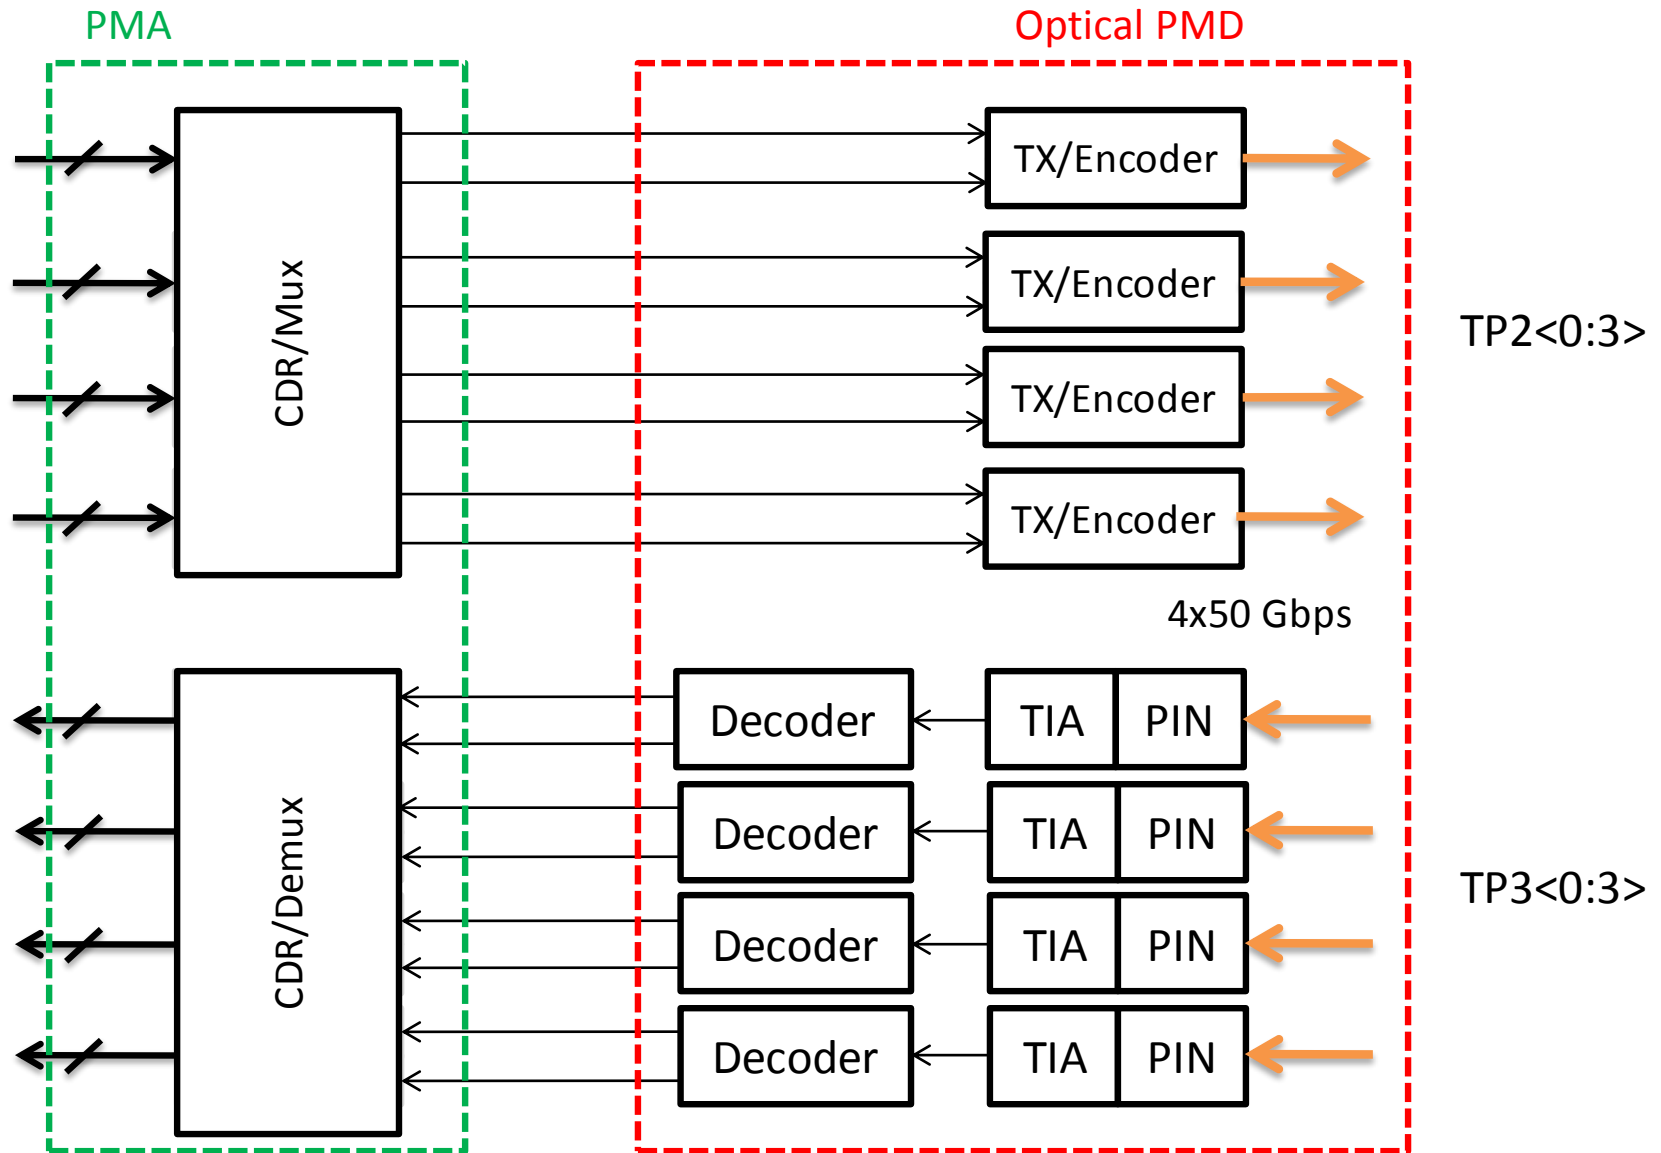 PMA
Optical PMD
CDR/Mux
TX/Encoder
TX/Encoder
TX/Encoder
TX/Encoder
TP2<0:3>
4x50 Gbps
CDR/Demux
Decoder
TIA
PIN
Decoder
TIA
PIN
Decoder
TIA
PIN
Decoder
TIA
PIN
TP3<0:3>